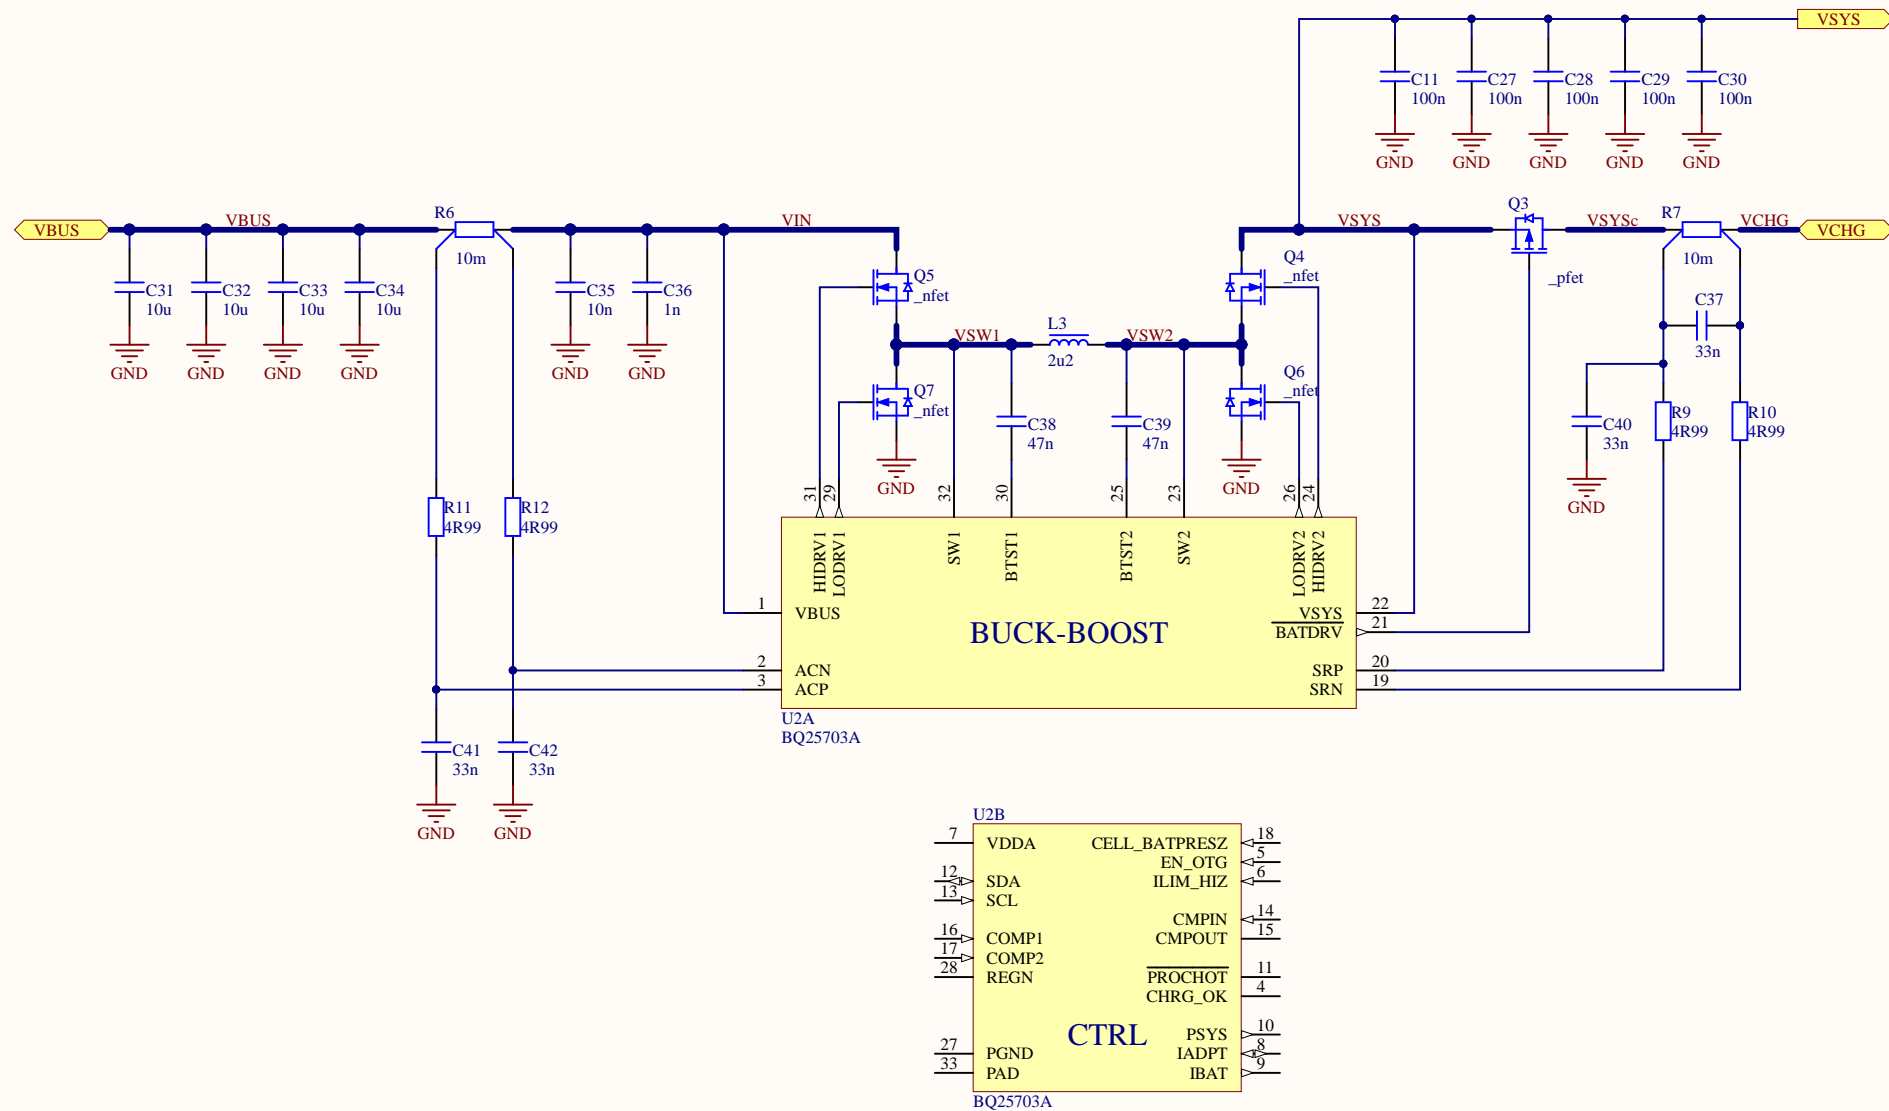 VSYS
C11
100n
C27
100n
C28
100n
C29
100n
C30
100n
GND
GND
GND
GND
GND
VBUS
VBUS
R6
10m
VIN
VSYS
Q3
_pfet
VSYSc
R7
10m
VCHG
VCHG
C31
10u
C32
10u
C33
10u
C34
10u
C35
10n
C36
1n
GND
GND
GND
GND
GND
GND
Q5
_nfet
Q4
_nfet
VSW1
L3
2u2
VSW2
Q7
_nfet
Q6
_nfet
C38
47n
C39
47n
GND
GND
C37
33n
C40
33n
R9
4R99
R10
4R99
GND
R11
4R99
R12
4R99
31
29
32
30
25
23
26
24
HIDRV1
LODRV1
SW1
BTST1
BTST2
SW2
LODRV2
HIDRV2
1
VBUS
2
ACN
3
ACP
BUCK-BOOST
VSYS
22
BATDRV
21
SRP
20
SRN
19
U2A
BQ25703A
C41
33n
C42
33n
GND
GND
U2B
7
VDDA
12
SDA
13
SCL
16
COMP1
17
COMP2
28
REGN
27
PGND
33
PAD
CTRL
CELL_BATPRESZ
18
EN_OTG
5
ILIM_HIZ
6
CMPIN
14
CMPOUT
15
PROCHOT
11
CHRG_OK
4
PSYS
10
IADPT
8
IBAT
9
BQ25703A